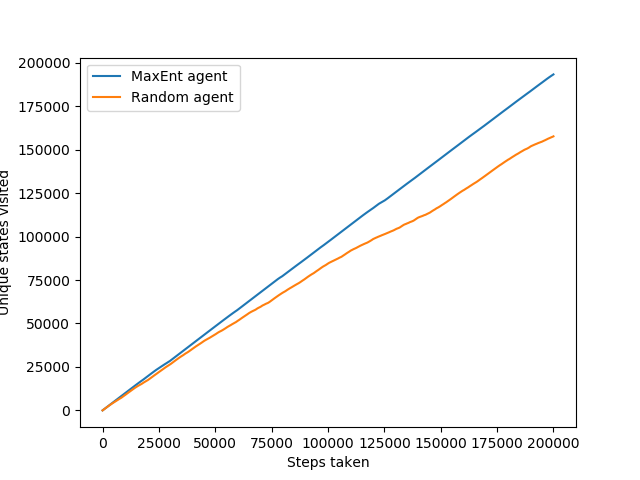 MaxEnt agent
Random agent
Unique states visited
200000
175000
150000
125000
100000
75000
50000
25000
0
0 25000 50000 75000 100000 125000 150000 175000 200000
Steps taken